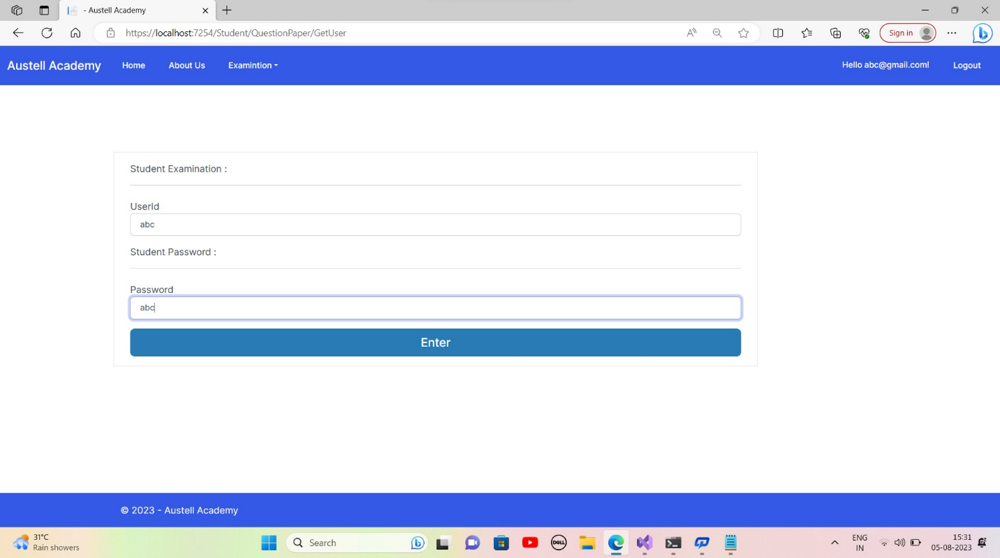 - Austell Academy
https://localhost:7254/Student/QuestionPaper/GetUser
Sign in
Austell Academy Home About Us Examintion Hello abc@gmail.com! Logout
Student Examination :
UserId
abc
Student Password :
Password
abc
Enter
© 2023 - Austell Academy
31°C
Rain showers
Search
DELL
ENG
IN
15:31
05-08-2023